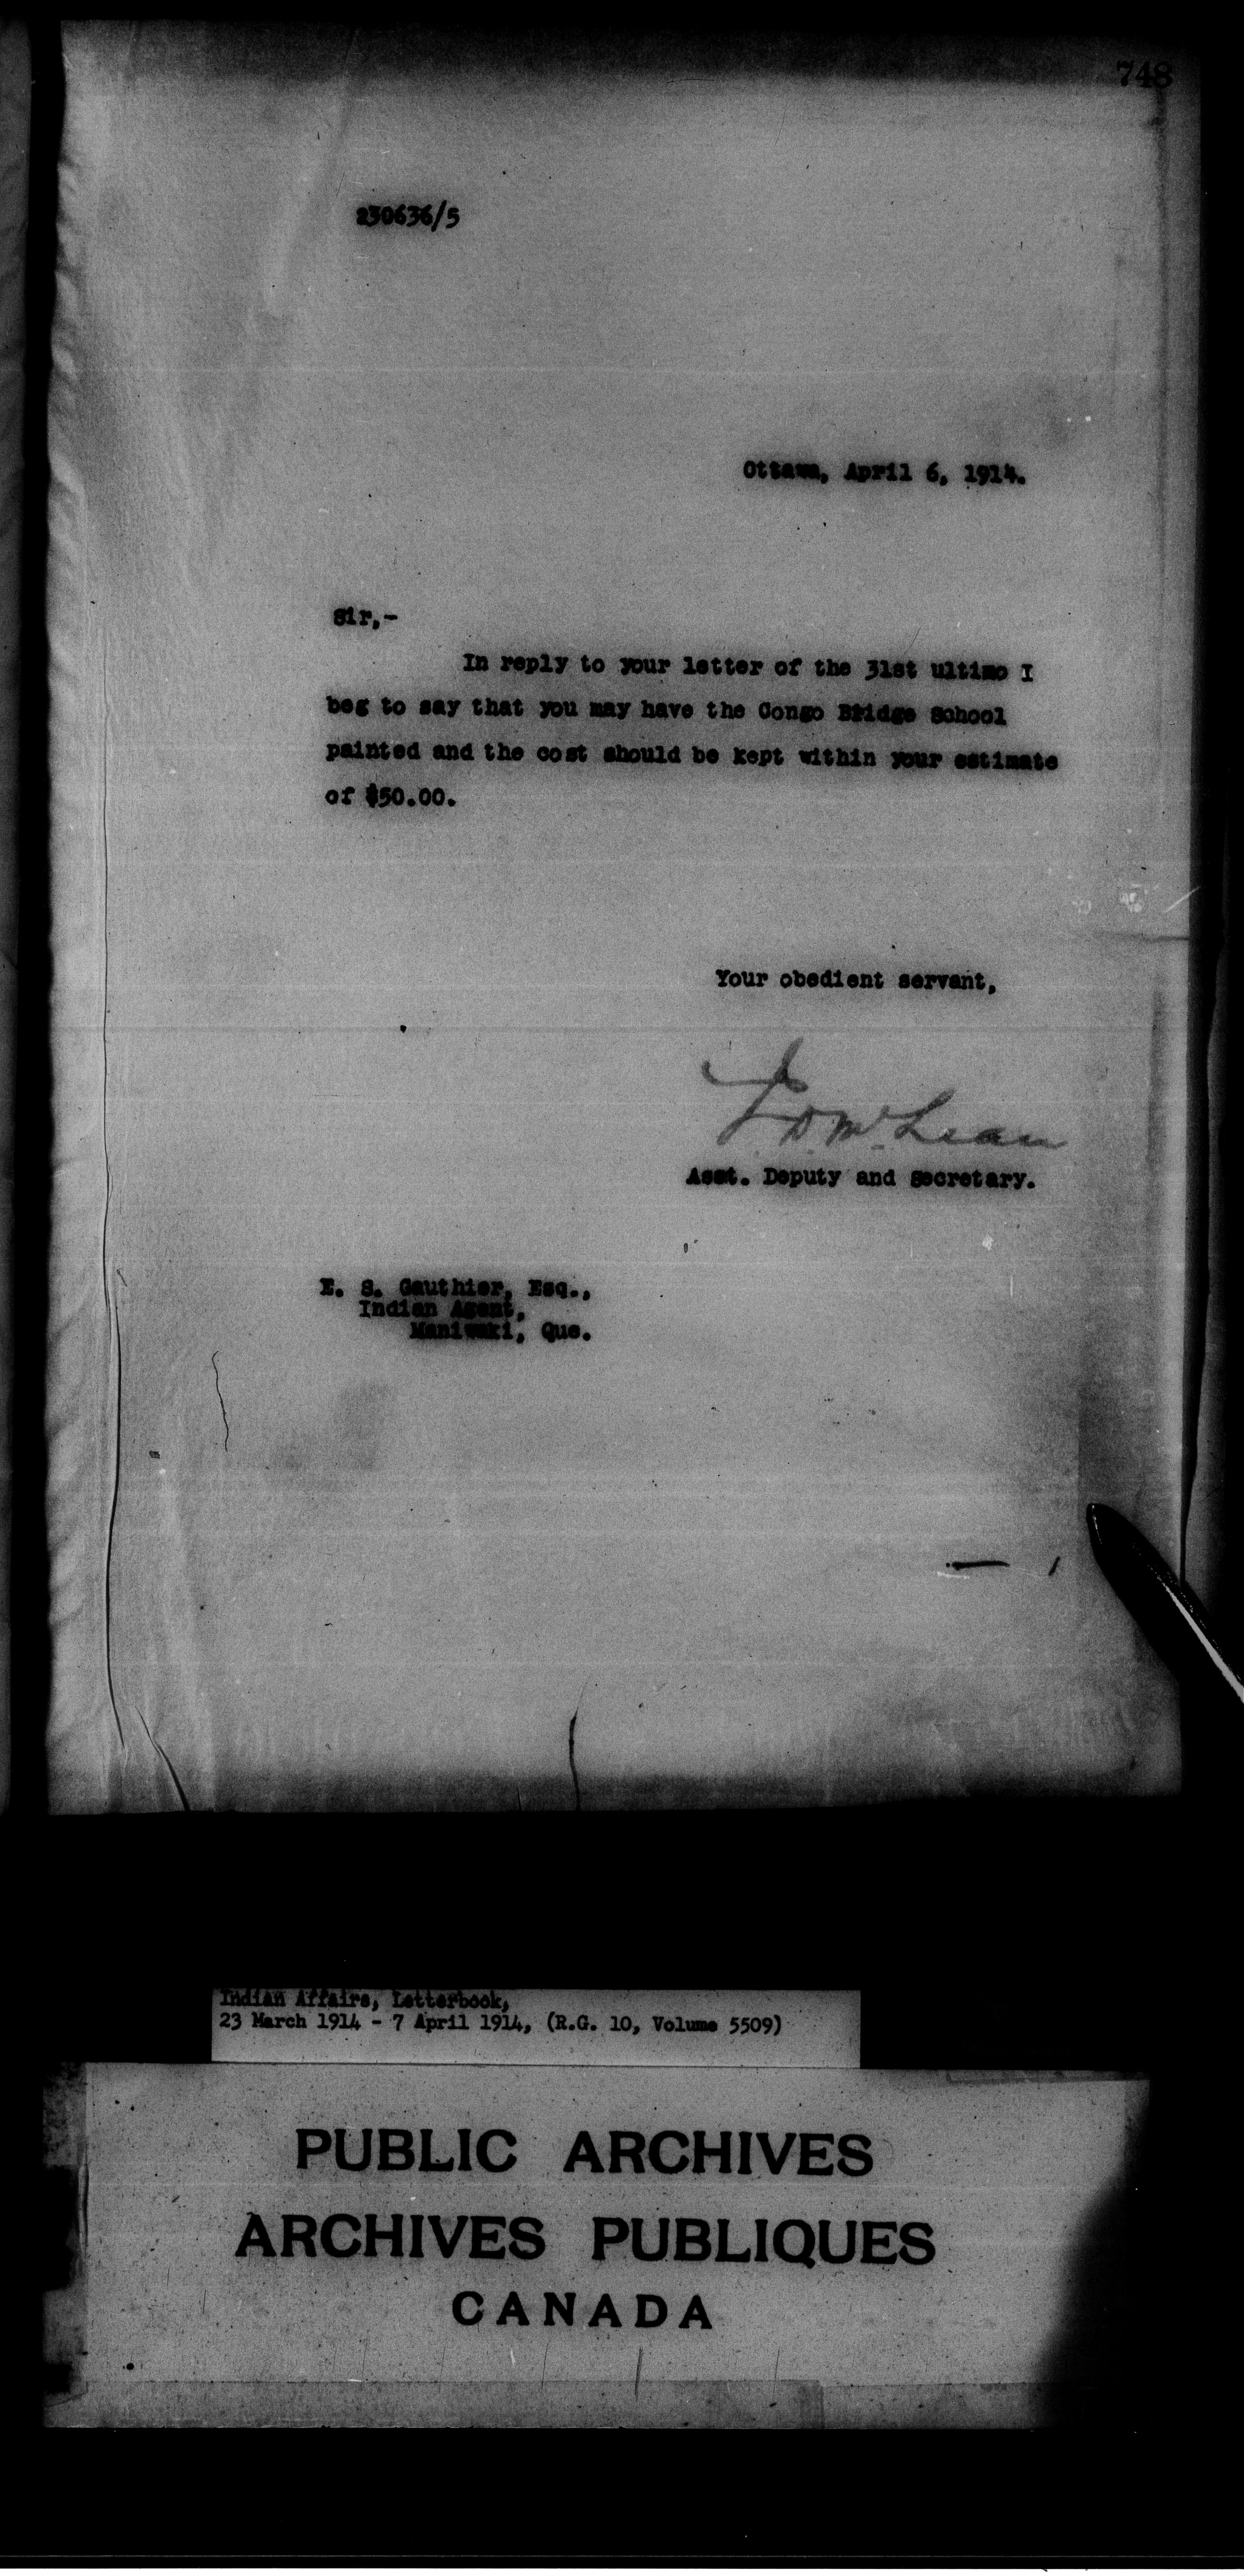 748
230636/5
Ottawa, April 6, 1914.
Sir,-
In reply to your letter of the 31st ultimo I
beg to say that you may have the Congo Bridge School
painted and the cost should be kept within your estimate
of $50.00.
Your obedient servant,
J. D. McLean
Asst. Deputy and Secretary.
E. S. Gauthier, Esq.,
Indian Agent,
Maniwaki, Que.
Indian Affairs, Letterbook,
23 March 1914 - 7 April 1914, (R.G. 10, Volume 5509)
PUBLIC ARCHIVES
ARCHIVES PUBLIQUES
CANADA